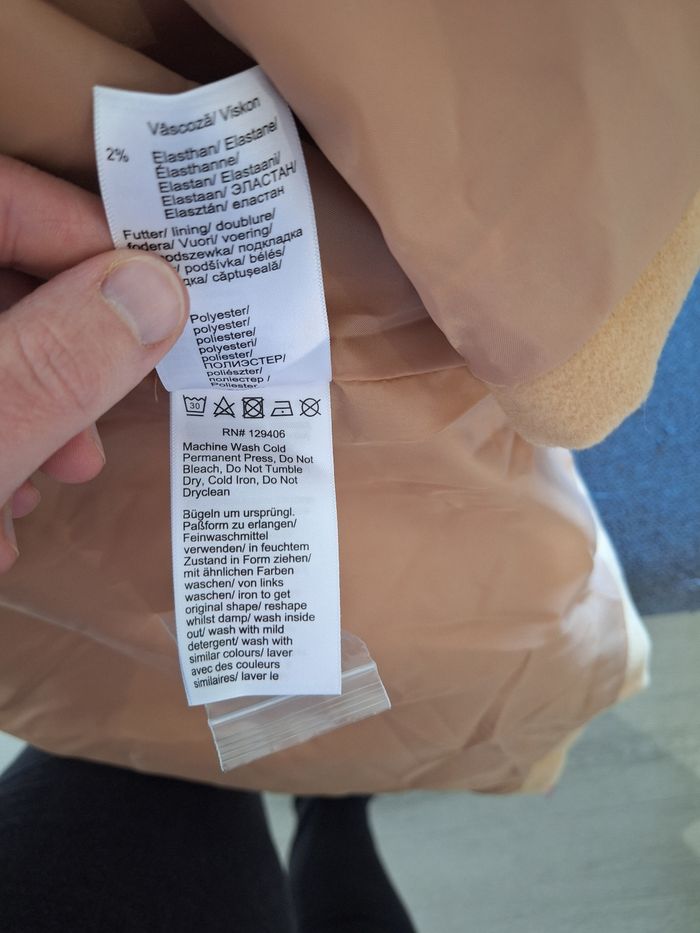 Vâscoză/ Viskon
2% Elasthan/ Elastane/
Élasthanne/
Elastan/ Elastaani/
Elastaan/ ЭЛАСТАН/
Elasztán/ еластан
Futter/ lining/ doublure/
fodera/ Vuori/ voering/
podszewka/ подкладка
/ podšívka/ bélés/
дка/ căptușeală/
Polyester/
polyester/
poliestere/
polyesteri/
poliester/
ПОЛИЭСТЕР/
poliészter/
полиестер /
Poliester
30
RN# 129406
Machine Wash Cold
Permanent Press, Do Not
Bleach, Do Not Tumble
Dry, Cold Iron, Do Not
Dryclean
Bügeln um ursprüngl.
Paßform zu erlangen/
Feinwaschmittel
verwenden/ in feuchtem
Zustand in Form ziehen/
mit ähnlichen Farben
waschen/ von links
waschen/ iron to get
original shape/ reshape
whilst damp/ wash inside
out/ wash with mild
detergent/ wash with
similar colours/ laver
avec des couleurs
similaires/ laver le